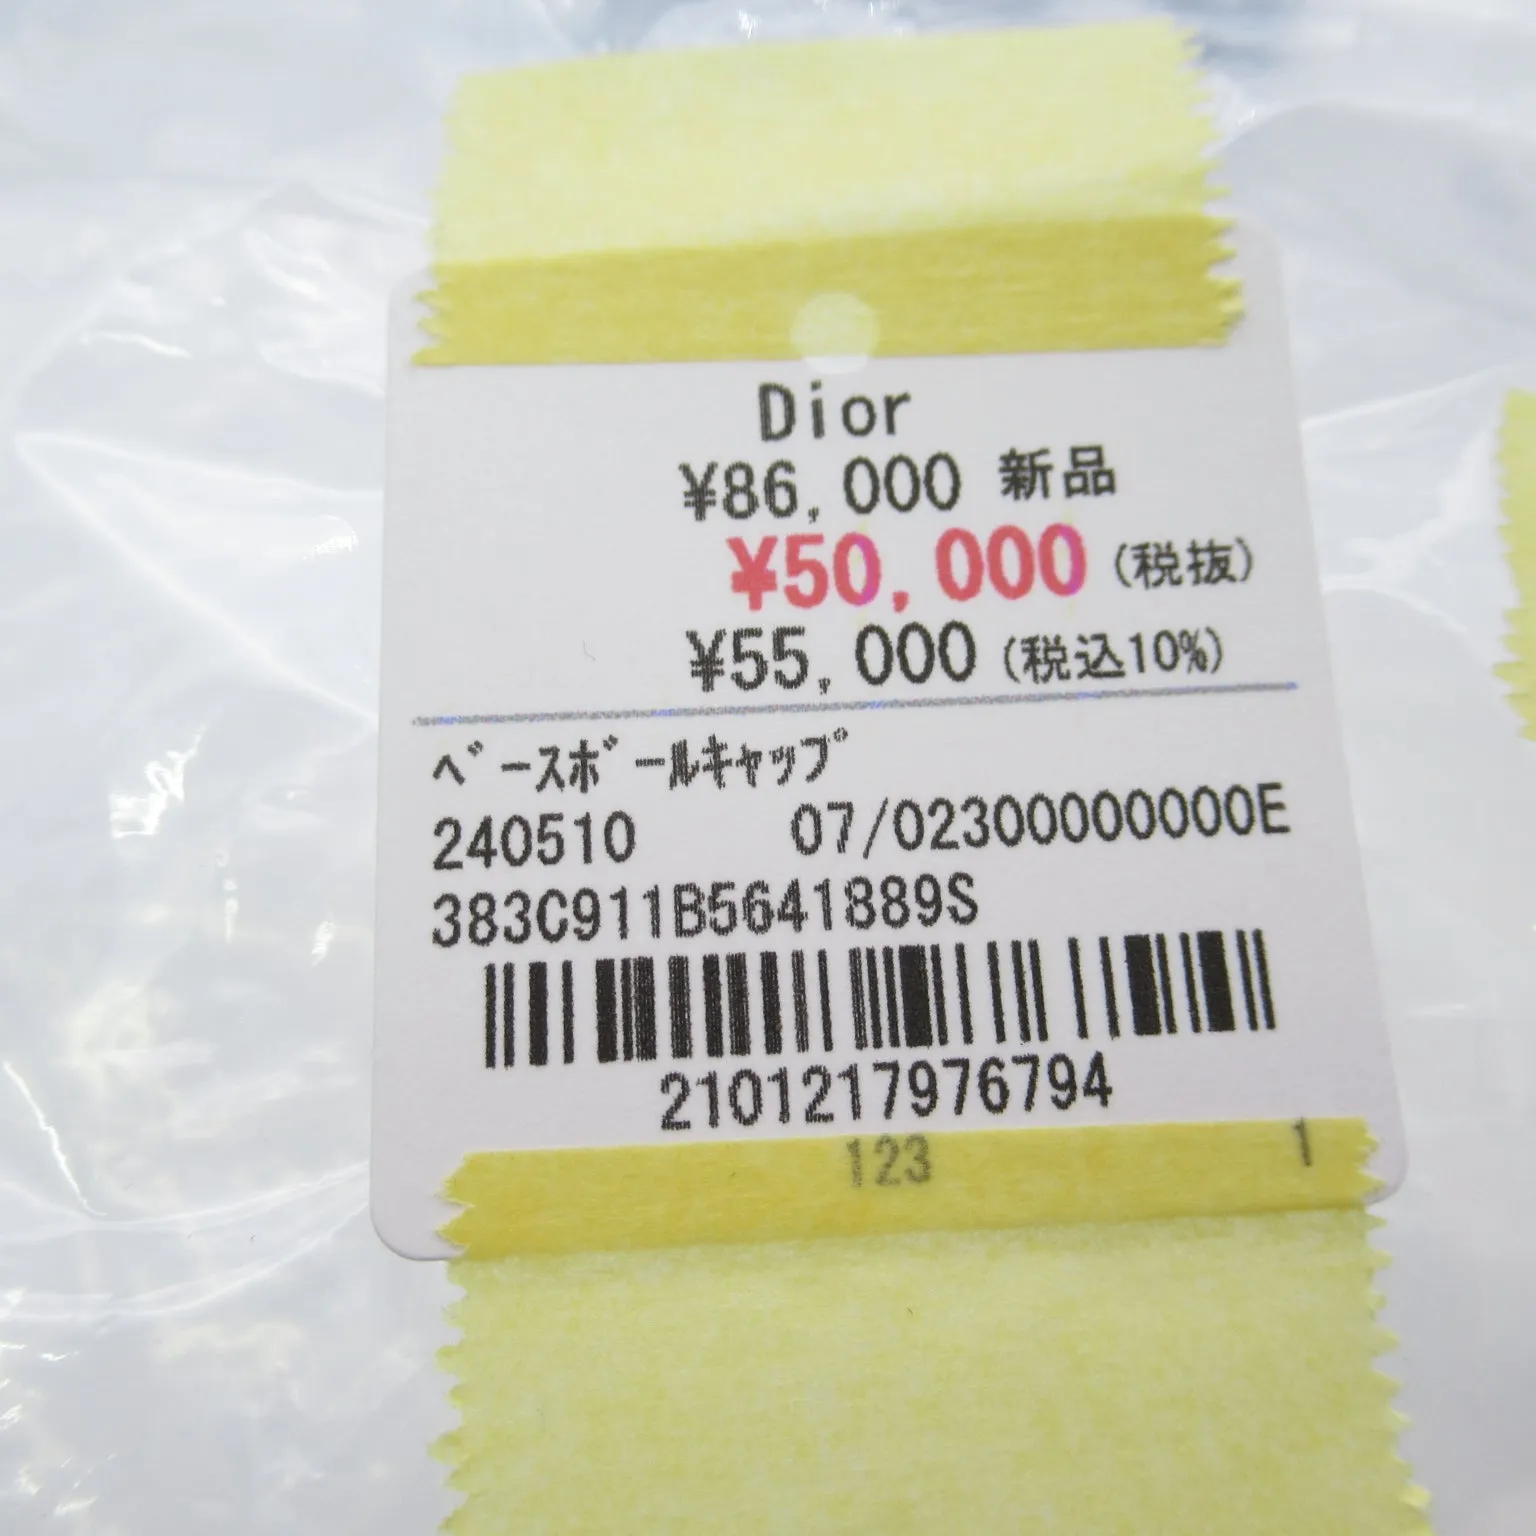 Dior
¥86,000 新品
¥50,000 (税抜)
¥55,000 (税込10%)
ﾍﾞｰｽﾎﾞｰﾙｷｬｯﾌﾟ
240510 07/02300000000E
383C911B5641889S
2101217976794
123 1